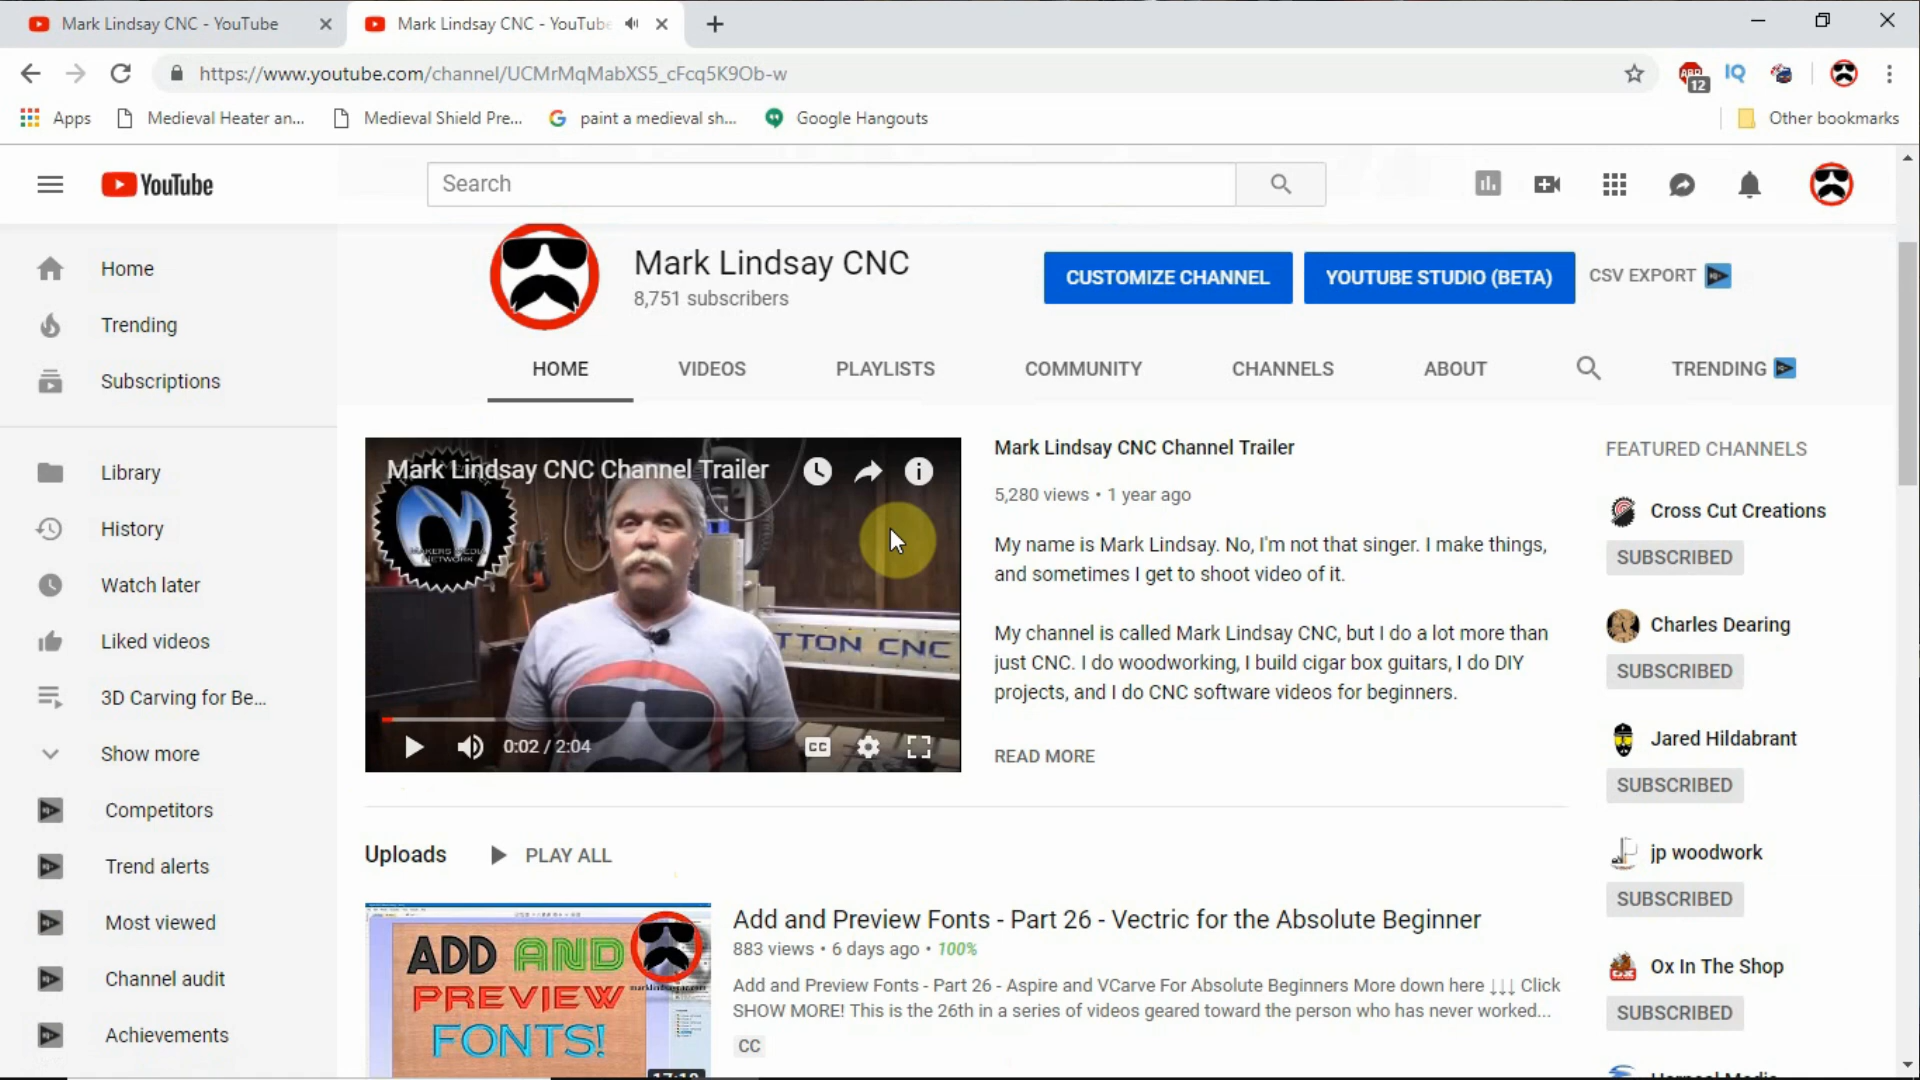 Mark Lindsay CNC - YouTube
Mark Lindsay CNC - YouTube
https://www.youtube.com/channel/UCMrMqMabXS5_cFcq5K9Ob-w
ABP
12
IQ
Apps
Medieval Heater an...
Medieval Shield Pre...
paint a medieval sh...
Google Hangouts
Other bookmarks
YouTube
Search
Mark Lindsay CNC
8,751 subscribers
CUSTOMIZE CHANNEL
YOUTUBE STUDIO (BETA)
CSV EXPORT
HOME
VIDEOS
PLAYLISTS
COMMUNITY
CHANNELS
ABOUT
TRENDING
Home
Trending
Subscriptions
Library
History
Watch later
Liked videos
3D Carving for Be...
Show more
Competitors
Trend alerts
Most viewed
Channel audit
Achievements
Mark Lindsay CNC Channel Trailer
MAKERS MEDIA
NETWORK
TTON CNC
0:02 / 2:04
CC
Mark Lindsay CNC Channel Trailer
5,280 views • 1 year ago
My name is Mark Lindsay. No, I'm not that singer. I make things,
and sometimes I get to shoot video of it.
My channel is called Mark Lindsay CNC, but I do a lot more than
just CNC. I do woodworking, I build cigar box guitars, I do DIY
projects, and I do CNC software videos for beginners.
READ MORE
Uploads
PLAY ALL
ADD AND
PREVIEW
FONTS!
Add and Preview Fonts - Part 26 - Vectric for the Absolute Beginner
883 views • 6 days ago • 100%
Add and Preview Fonts - Part 26 - Aspire and VCarve For Absolute Beginners More down here ↓↓↓ Click
SHOW MORE! This is the 26th in a series of videos geared toward the person who has never worked...
CC
FEATURED CHANNELS
Cross Cut Creations
SUBSCRIBED
Charles Dearing
SUBSCRIBED
Jared Hildabrant
SUBSCRIBED
jp woodwork
SUBSCRIBED
Ox In The Shop
SUBSCRIBED